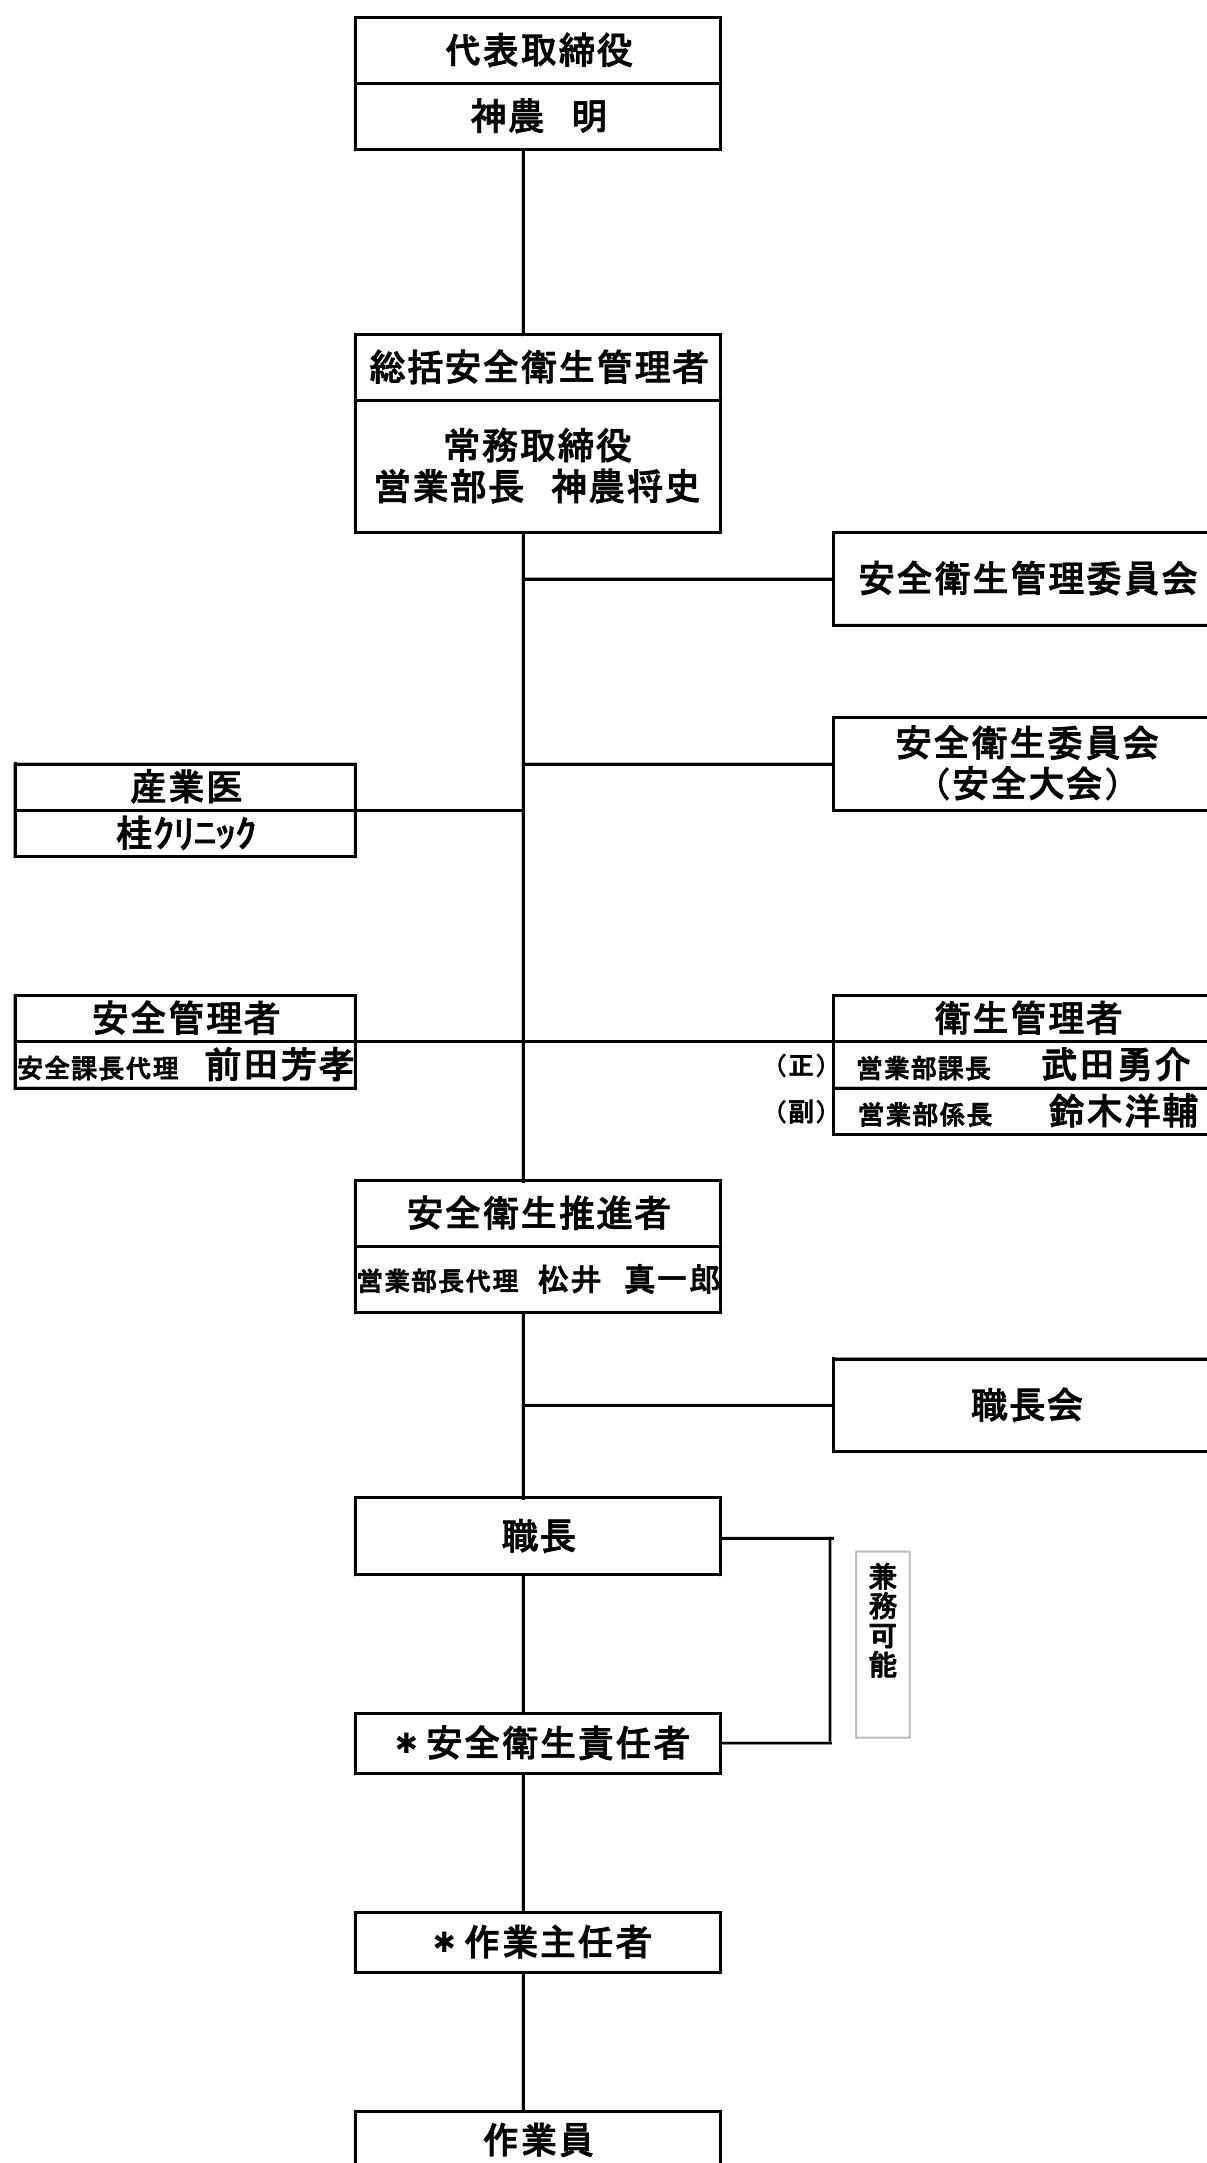 代表取締役
神農　明
総括安全衛生管理者
常務取締役
営業部長　神農将史
安全衛生管理委員会
安全衛生委員会
（安全大会）
産業医
桂クリニック
安全管理者
安全課長代理　前田芳孝
衛生管理者
（正）営業部課長　武田勇介
（副）営業部係長　鈴木洋輔
安全衛生推進者
営業部長代理　松井　真一郎
職長会
職長
兼務可能
＊安全衛生責任者
＊作業主任者
作業員